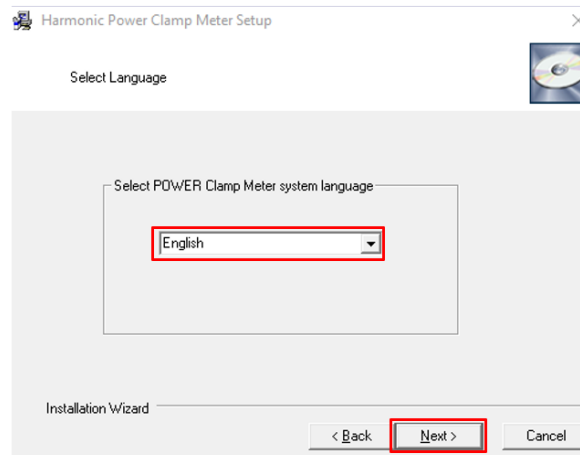 Harmonic Power Clamp Meter Setup
Select Language
Select POWER Clamp Meter system language
English
Installation Wizard
< Back
Next >
Cancel